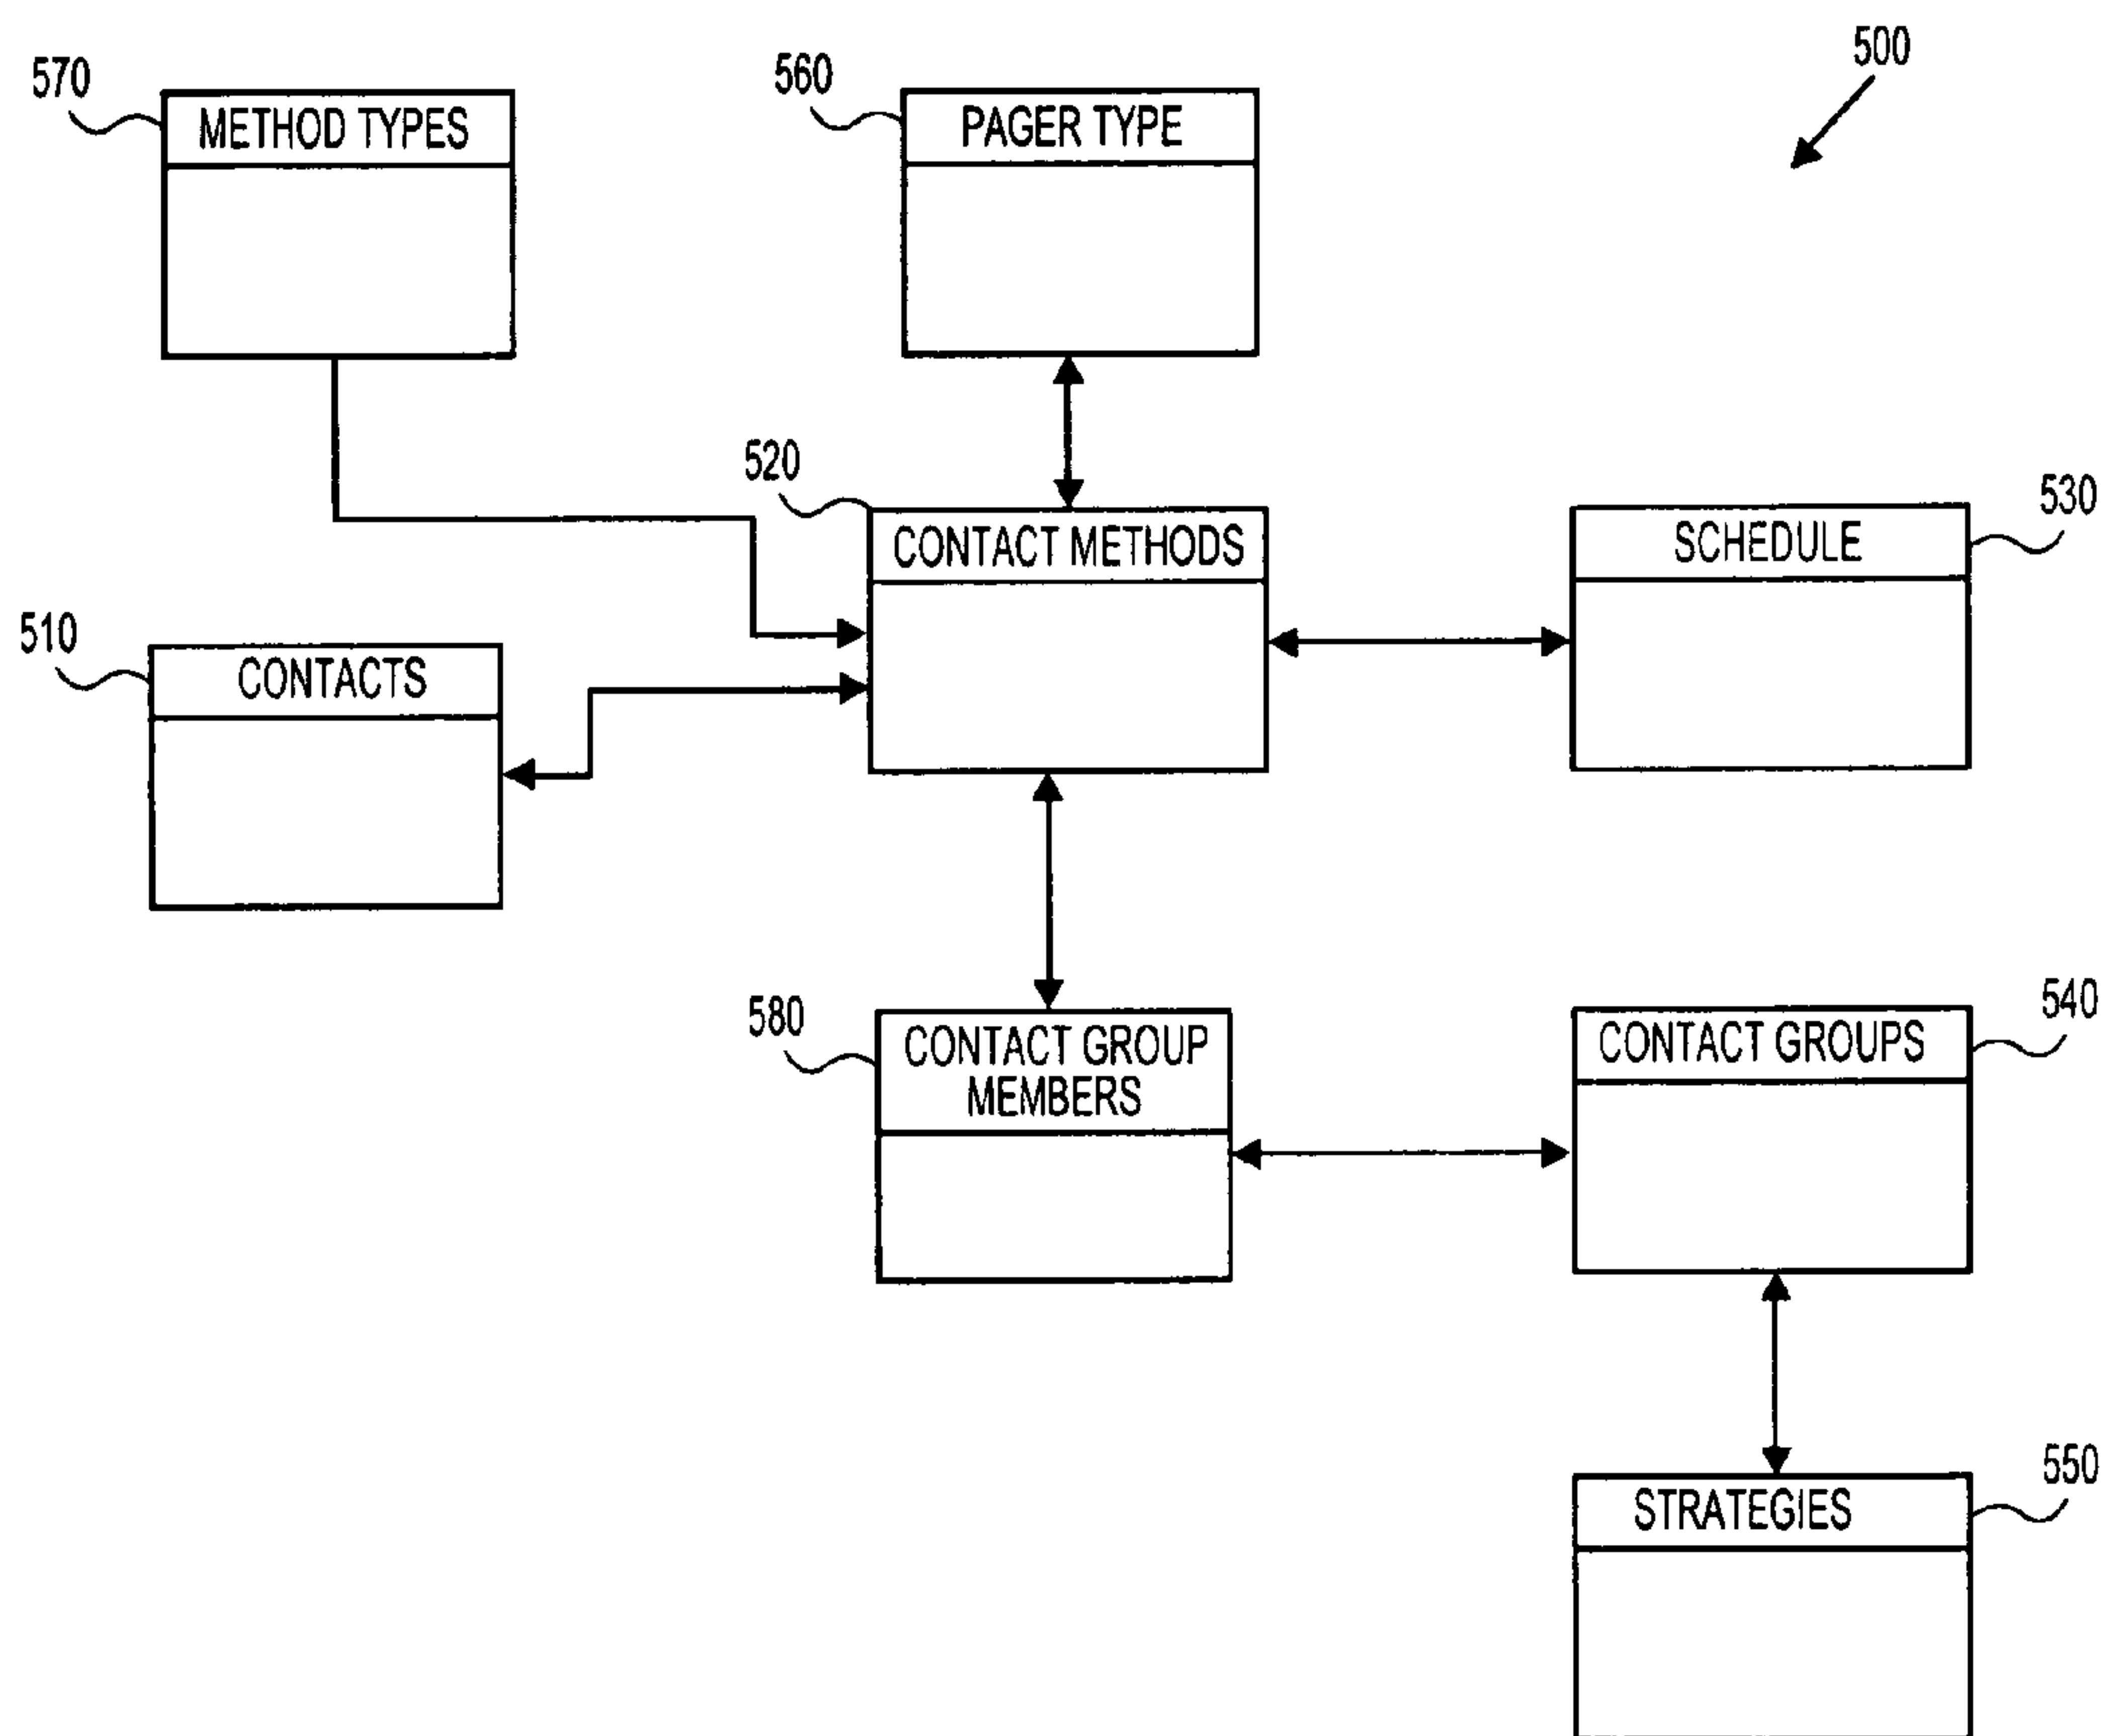 500
570
METHOD TYPES
560
PAGER TYPE
520
CONTACT METHODS
530
SCHEDULE
510
CONTACTS
580
CONTACT GROUP
MEMBERS
540
CONTACT GROUPS
550
STRATEGIES